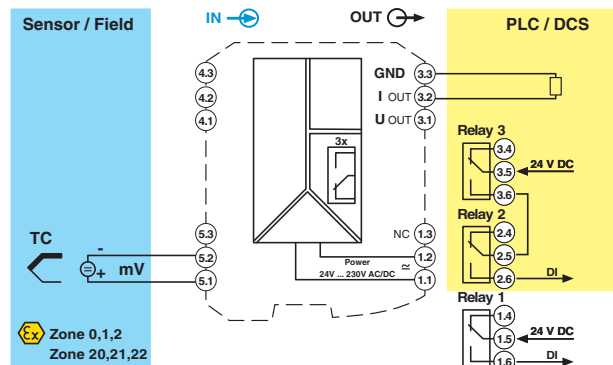 Sensor / Field
IN
OUT
PLC / DCS
4.3
4.2
4.1
GND 3.3
I OUT 3.2
U OUT 3.1
3x
Relay 3
3.4
3.5 24 V DC
3.6
Relay 2
2.4
2.5
2.6 DI
TC
- 5.3
5.2
+ mV 5.1
NC 1.3
Power 1.2
24V ... 230V AC/DC ≂ 1.1
Relay 1
1.4
1.5 24 V DC
1.6 DI
Ex Zone 0,1,2
Zone 20,21,22